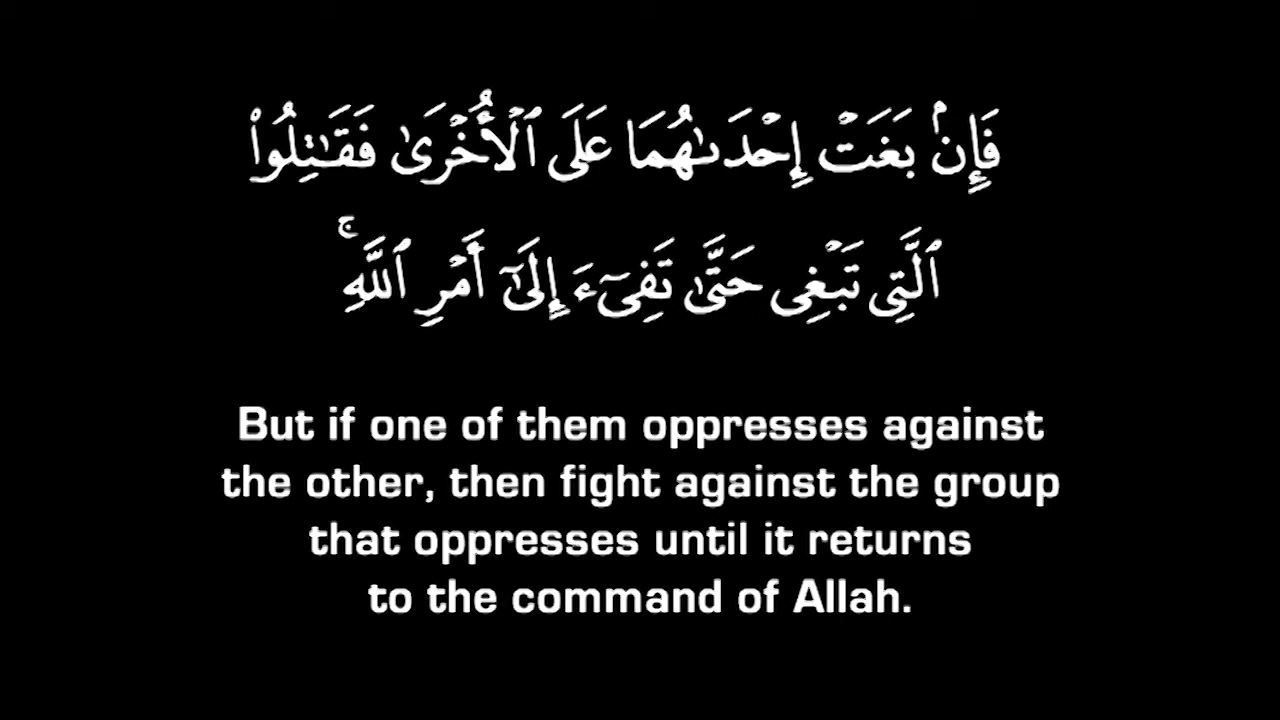 فَإِنۢ بَغَتْ إِحْدَىٰهُمَا عَلَى ٱلْأُخْرَىٰ فَقَـٰتِلُوا۟
ٱلَّتِى تَبْغِى حَتَّىٰ تَفِىٓءَ إِلَىٰٓ أَمْرِ ٱللَّهِ ۚ
But if one of them oppresses against
the other, then fight against the group
that oppresses until it returns
to the command of Allah.